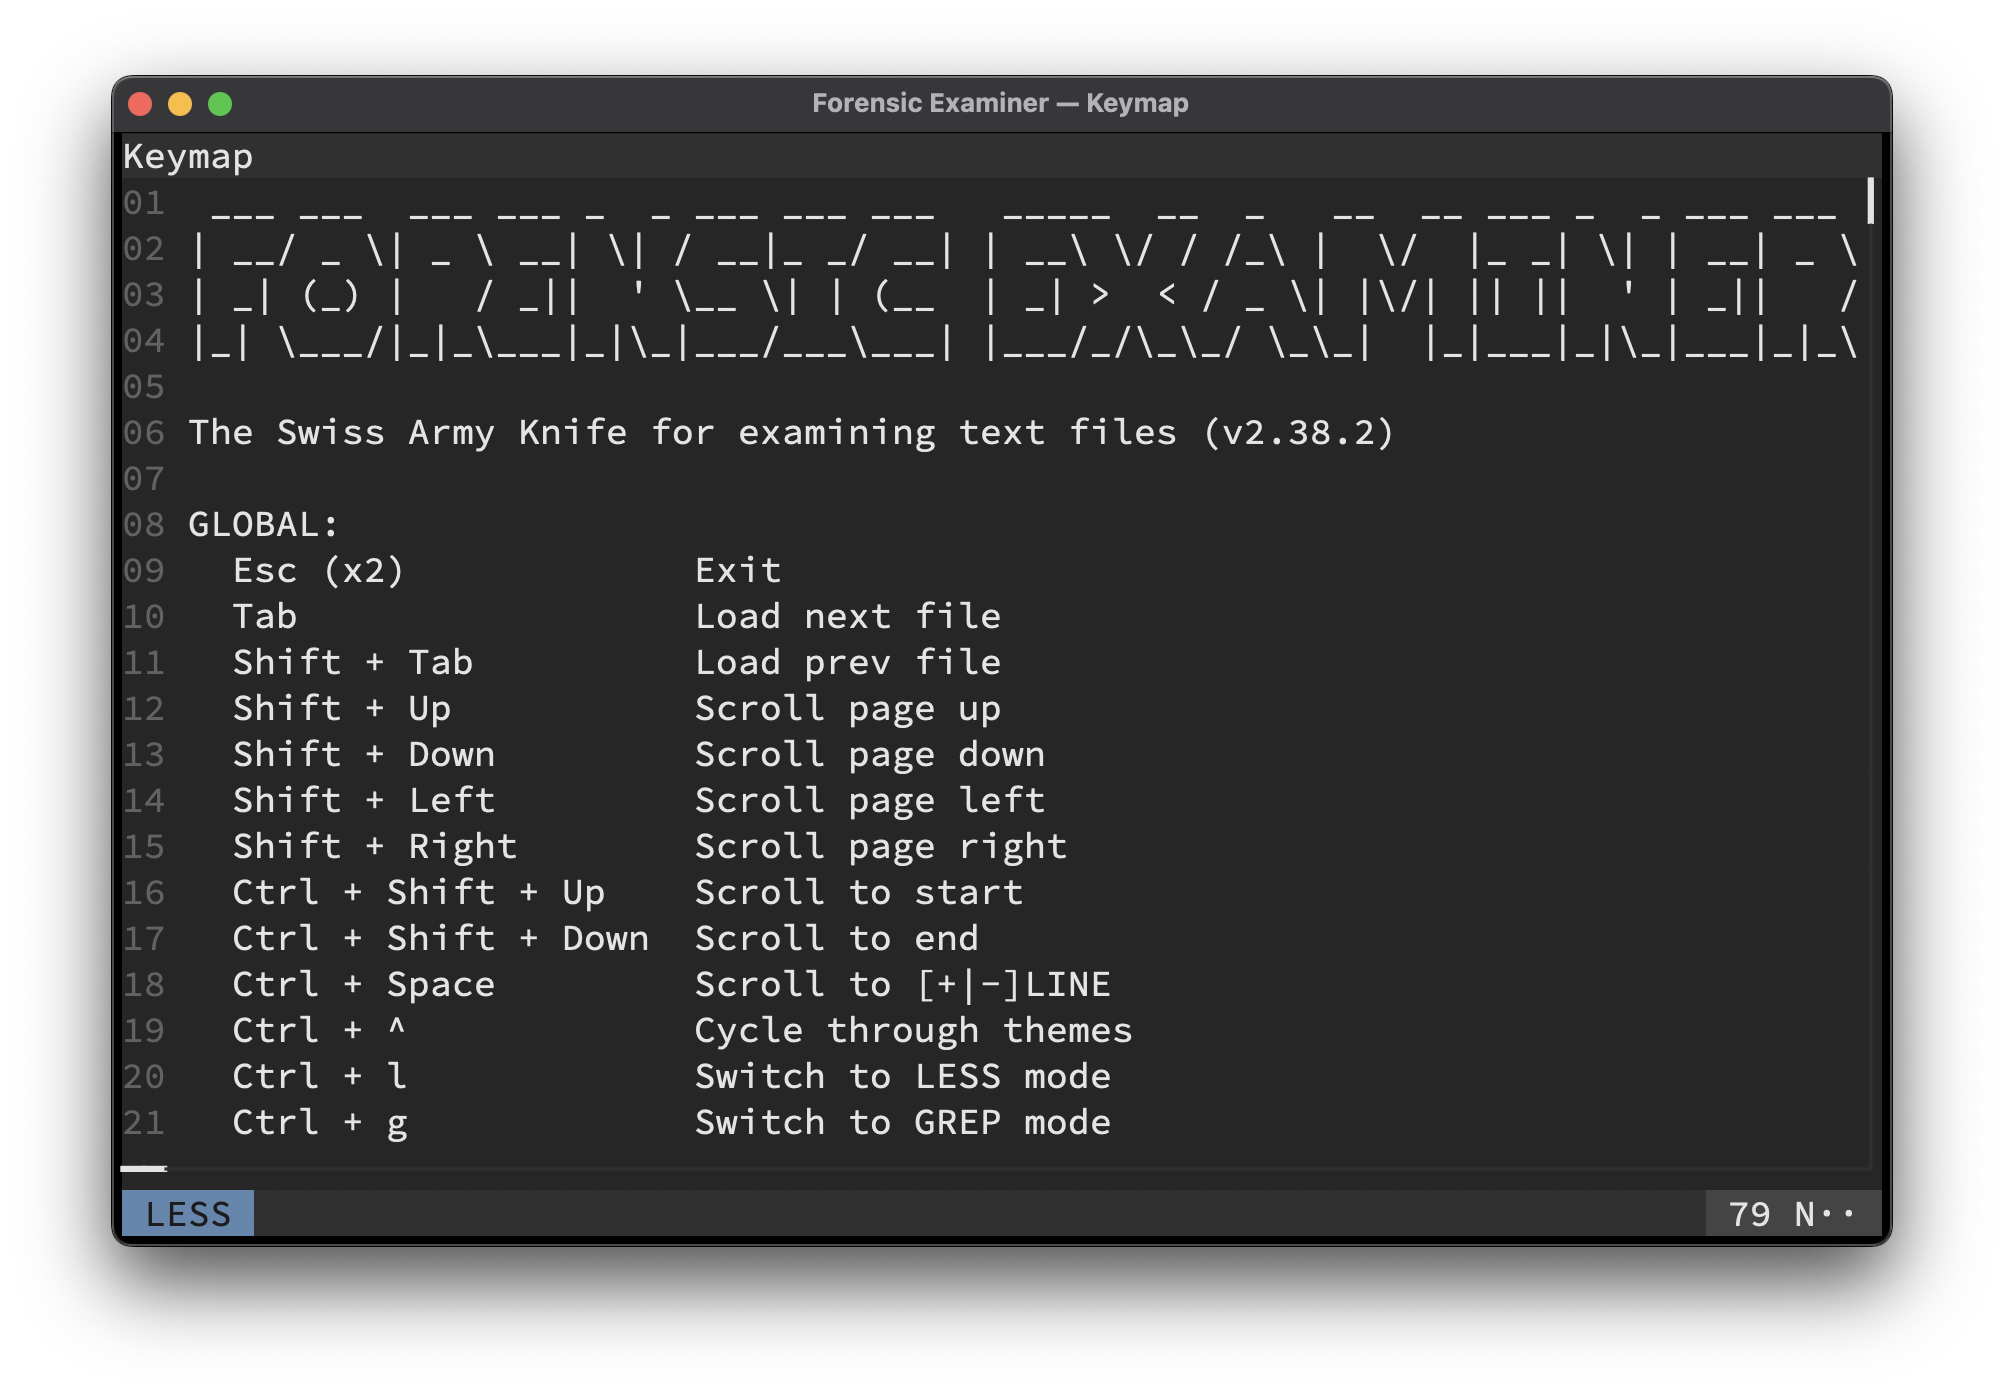 Forensic Examiner — Keymap
Keymap
01   ___ ___  ___ ___ _  _ ___ ___ ___   _____  __  _   __  __ ___ _  _ ___ ___
02 | __/ _ \| _ \ __| \| / __|_ _/ __| | __\ \/ / /_\ |  \/  |_ _| \| | __| _ \
03 | _| (_) |   / _||  ' \__ \| | (__  | _| >  < / _ \| |\/| || ||  ' | _||   /
04 |_| \___/|_|_\___|_|\_|___/___\___| |___/_/\_\_/ \_\_|  |_|___|_|\_|___|_|_\
05
06 The Swiss Army Knife for examining text files (v2.38.2)
07
08 GLOBAL:
09   Esc (x2)             Exit
10   Tab                  Load next file
11   Shift + Tab          Load prev file
12   Shift + Up           Scroll page up
13   Shift + Down         Scroll page down
14   Shift + Left         Scroll page left
15   Shift + Right        Scroll page right
16   Ctrl + Shift + Up    Scroll to start
17   Ctrl + Shift + Down  Scroll to end
18   Ctrl + Space         Scroll to [+|-]LINE
19   Ctrl + ^             Cycle through themes
20   Ctrl + l             Switch to LESS mode
21   Ctrl + g             Switch to GREP mode
LESS 79 N··